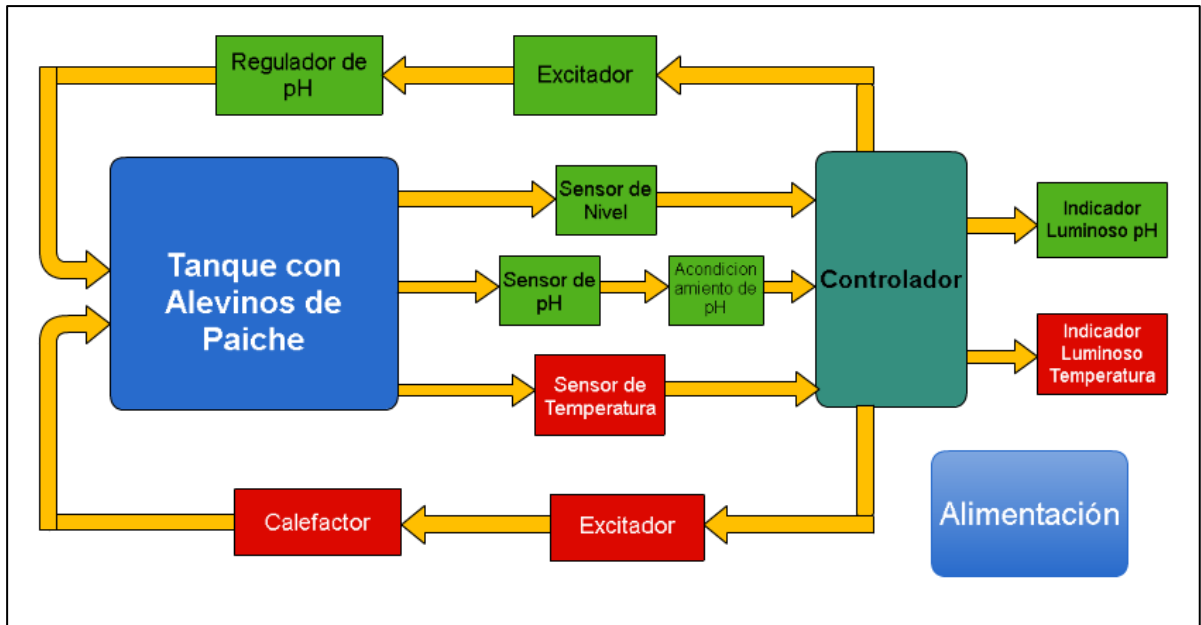 Regulador de
pH
Excitador
Sensor de
Nivel
Indicador
Luminoso pH
Tanque con
Alevinos de
Paiche
Sensor de
pH
Acondicion
amiento de
pH
Controlador
Sensor de
Temperatura
Indicador
Luminoso
Temperatura
Calefactor
Excitador
Alimentación